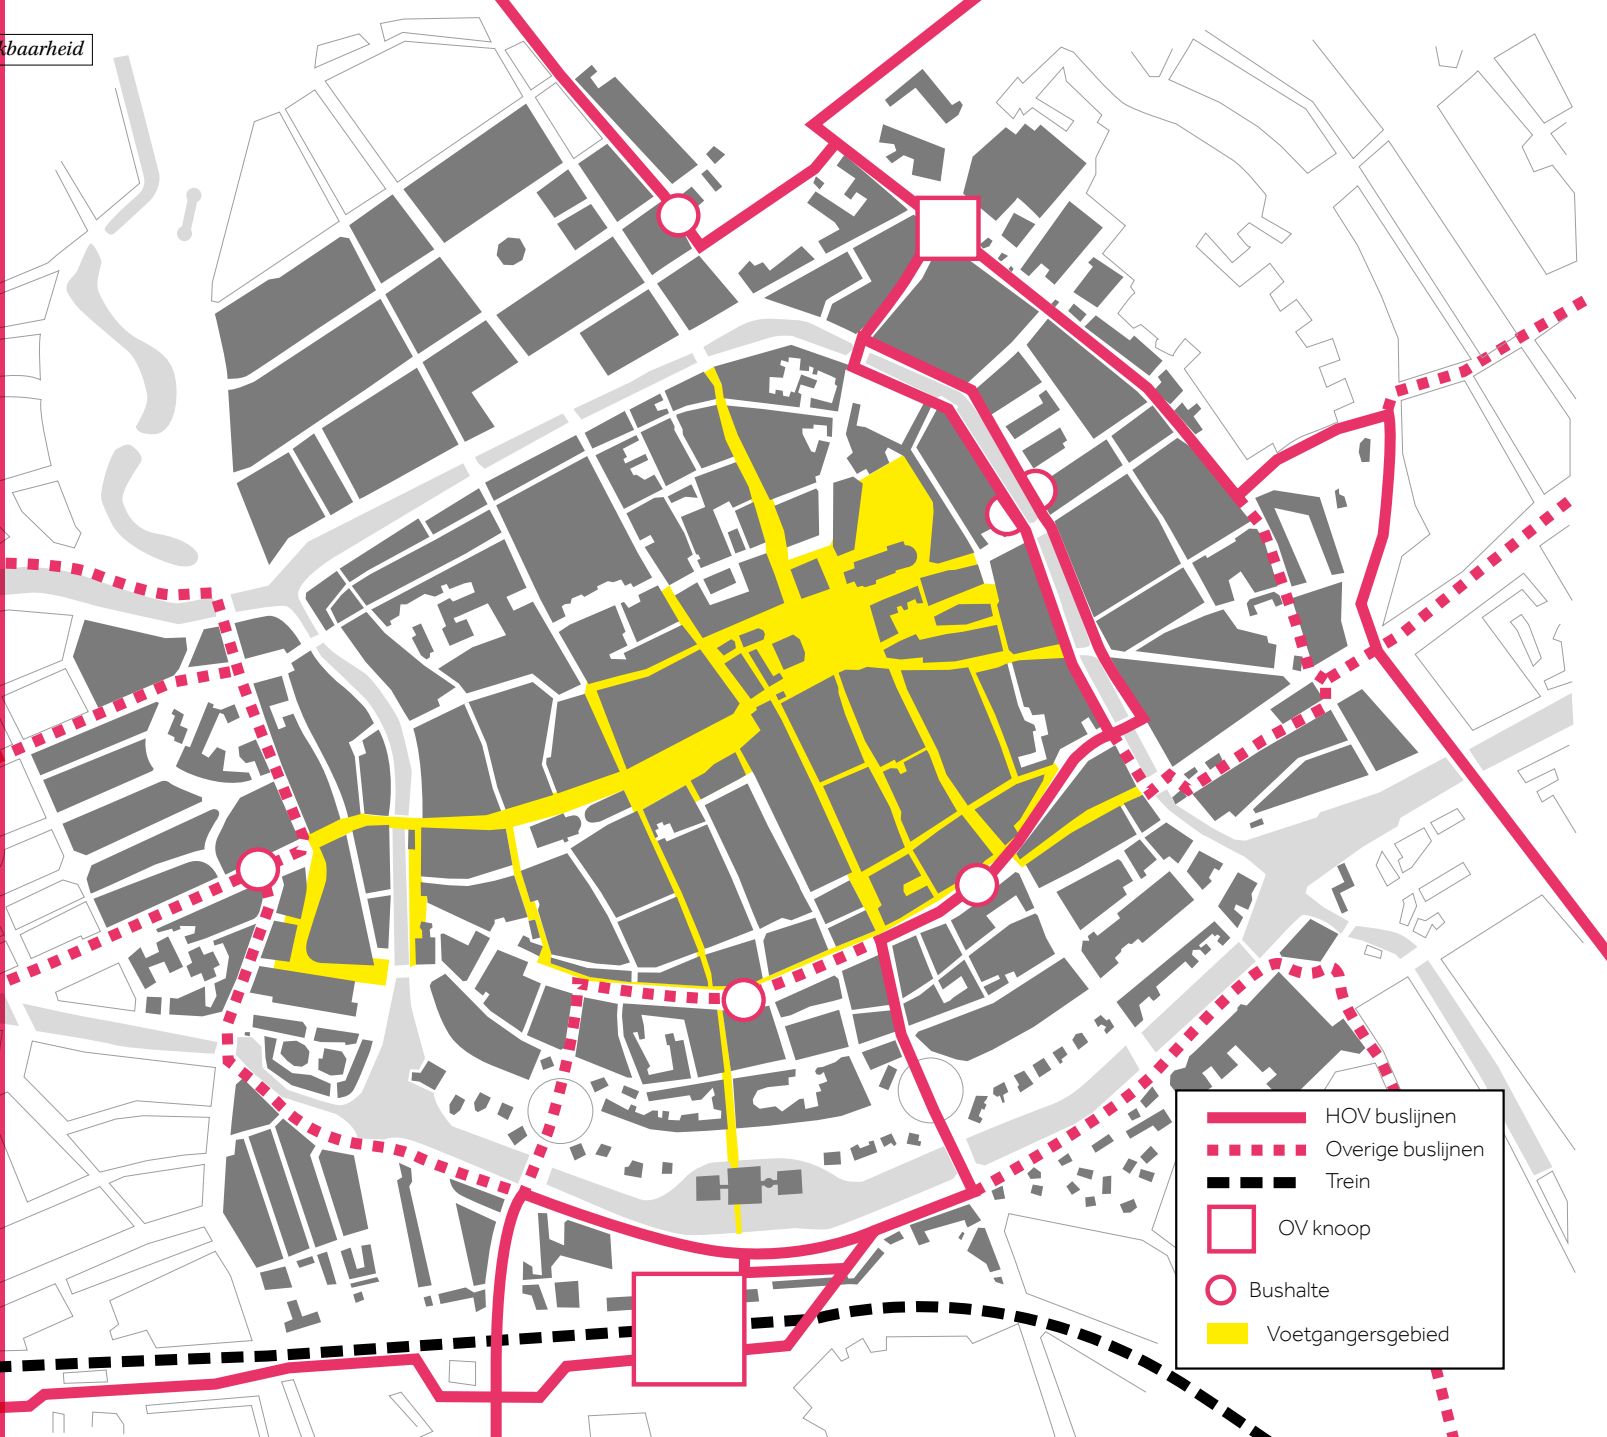 kbaarheid
HOV buslijnen
Overige buslijnen
Trein
OV knoop
Bushalte
Voetgangersgebied